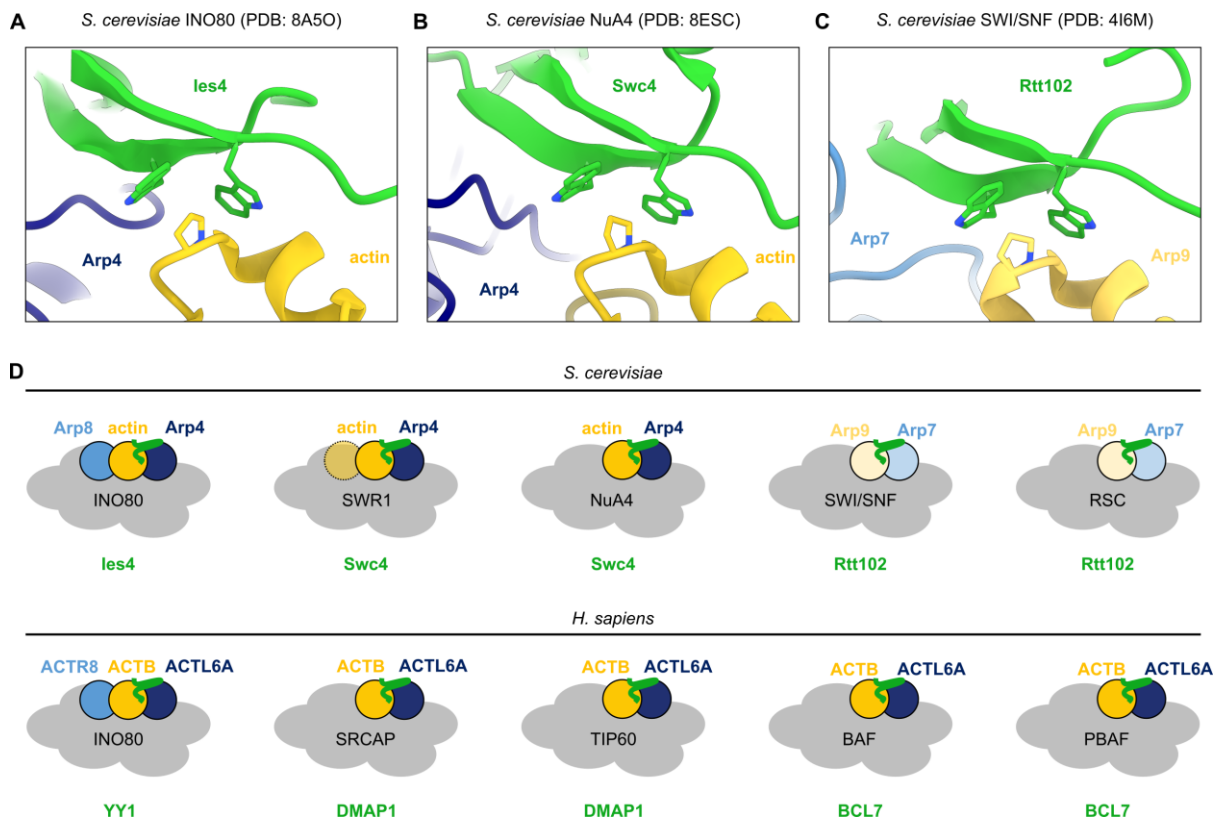 A S. cerevisiae INO80 (PDB: 8A5O) B S. cerevisiae NuA4 (PDB: 8ESC) C S. cerevisiae SWI/SNF (PDB: 4I6M)
Ies4 Swc4 Rtt102
Arp4 actin Arp4 actin Arp7 Arp9
D S. cerevisiae
Arp8 actin Arp4 actin Arp4 actin Arp4 Arp9 Arp7 Arp9 Arp7
INO80 SWR1 NuA4 SWI/SNF RSC
Ies4 Swc4 Swc4 Rtt102 Rtt102
H. sapiens
ACTR8 ACTB ACTL6A ACTB ACTL6A ACTB ACTL6A ACTB ACTL6A ACTB ACTL6A
INO80 SRCAP TIP60 BAF PBAF
YY1 DMAP1 DMAP1 BCL7 BCL7